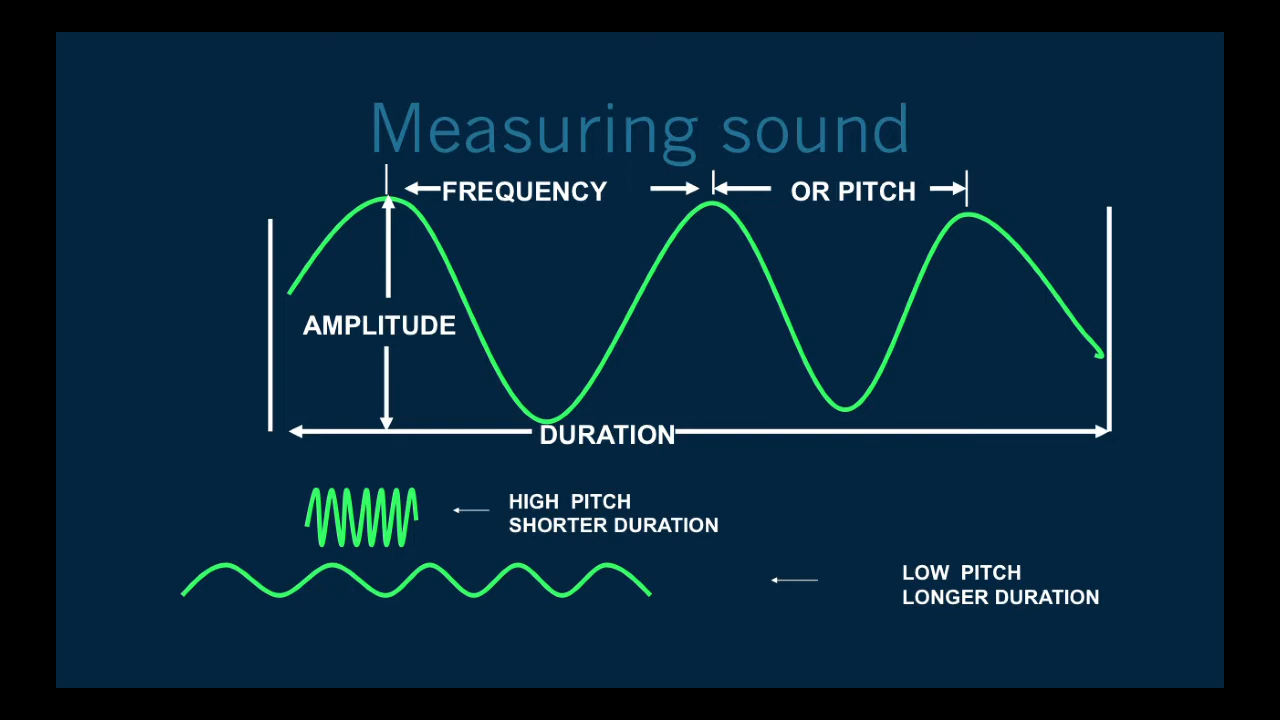 Measuring sound
FREQUENCY OR PITCH
AMPLITUDE
DURATION
HIGH PITCH
SHORTER DURATION
LOW PITCH
LONGER DURATION